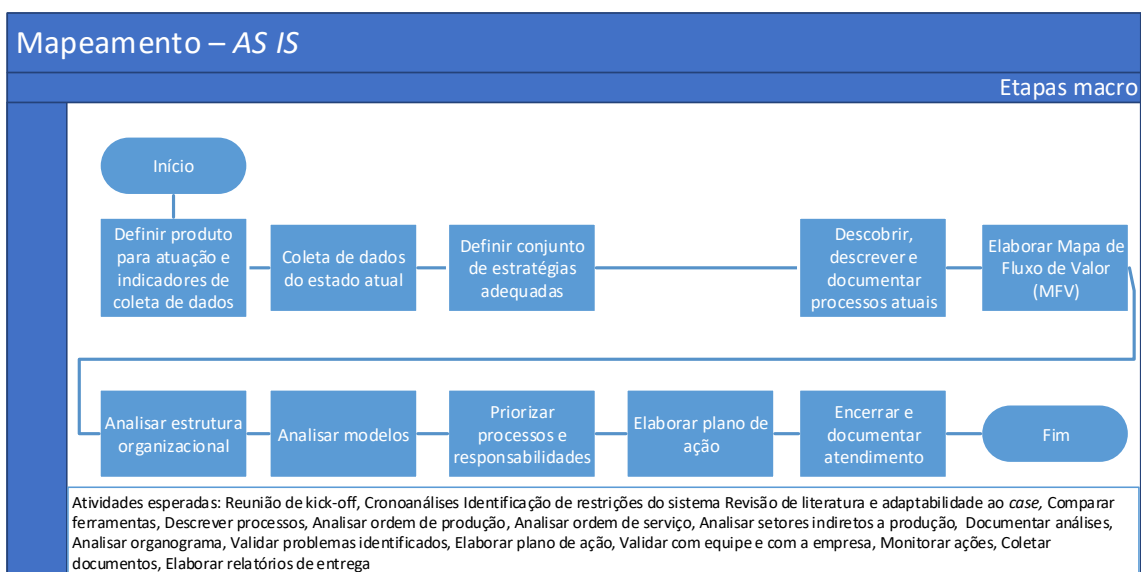 Mapeamento – AS IS
Etapas macro
Início
Definir produto
para atuação e
indicadores de
coleta de dados
Coleta de dados
do estado atual
Definir conjunto
de estratégias
adequadas
Descobrir,
descrever e
documentar
processos atuais
Elaborar Mapa de
Fluxo de Valor
(MFV)
Analisar estrutura
organizacional
Analisar modelos
Priorizar
processos e
responsabilidades
Elaborar plano de
ação
Encerrar e
documentar
atendimento
Fim
Atividades esperadas: Reunião de kick-off, Cronoanálises Identificação de restrições do sistema Revisão de literatura e adaptabilidade ao case, Comparar
ferramentas, Descrever processos, Analisar ordem de produção, Analisar ordem de serviço, Analisar setores indiretos a produção, Documentar análises,
Analisar organograma, Validar problemas identificados, Elaborar plano de ação, Validar com equipe e com a empresa, Monitorar ações, Coletar
documentos, Elaborar relatórios de entrega